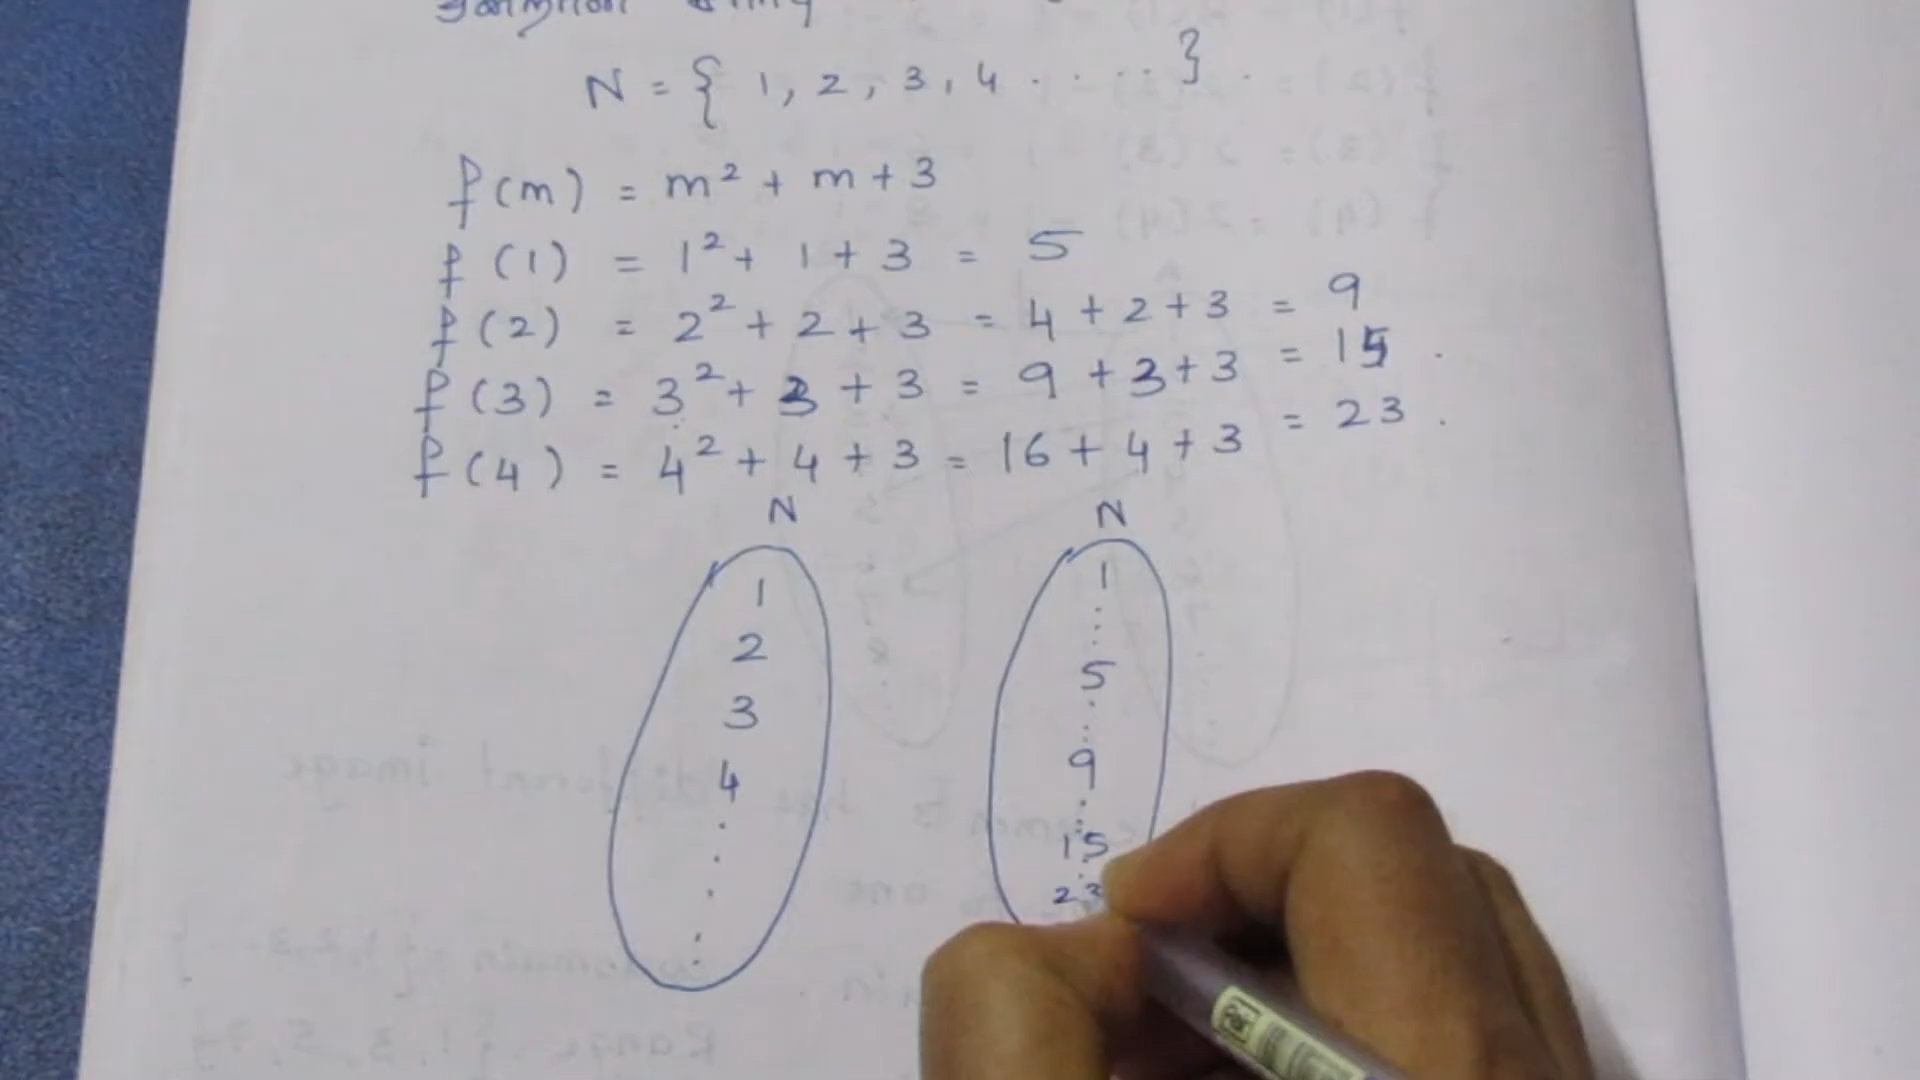 N = { 1, 2, 3, 4 . . . . . }.
f(m) = m² + m + 3
f(1) = 1² + 1 + 3 = 5
f(2) = 2² + 2 + 3 = 4 + 2 + 3 = 9
f(3) = 3² + 3 + 3 = 9 + 3 + 3 = 15.
f(4) = 4² + 4 + 3 = 16 + 4 + 3 = 23.
N N
1 1
2
3 5
4 9
15
23